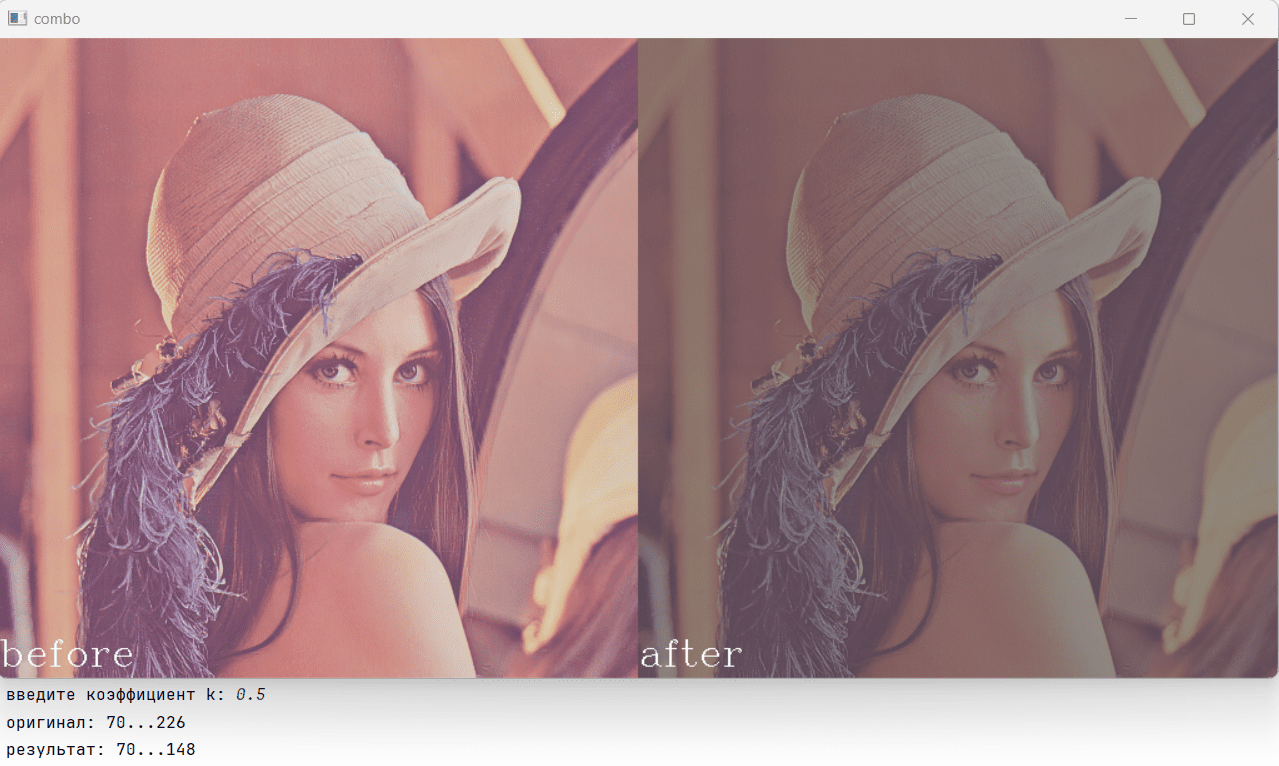 combo
before
after
введите коэффициент k: 0.5
оригинал: 70...226
результат: 70...148